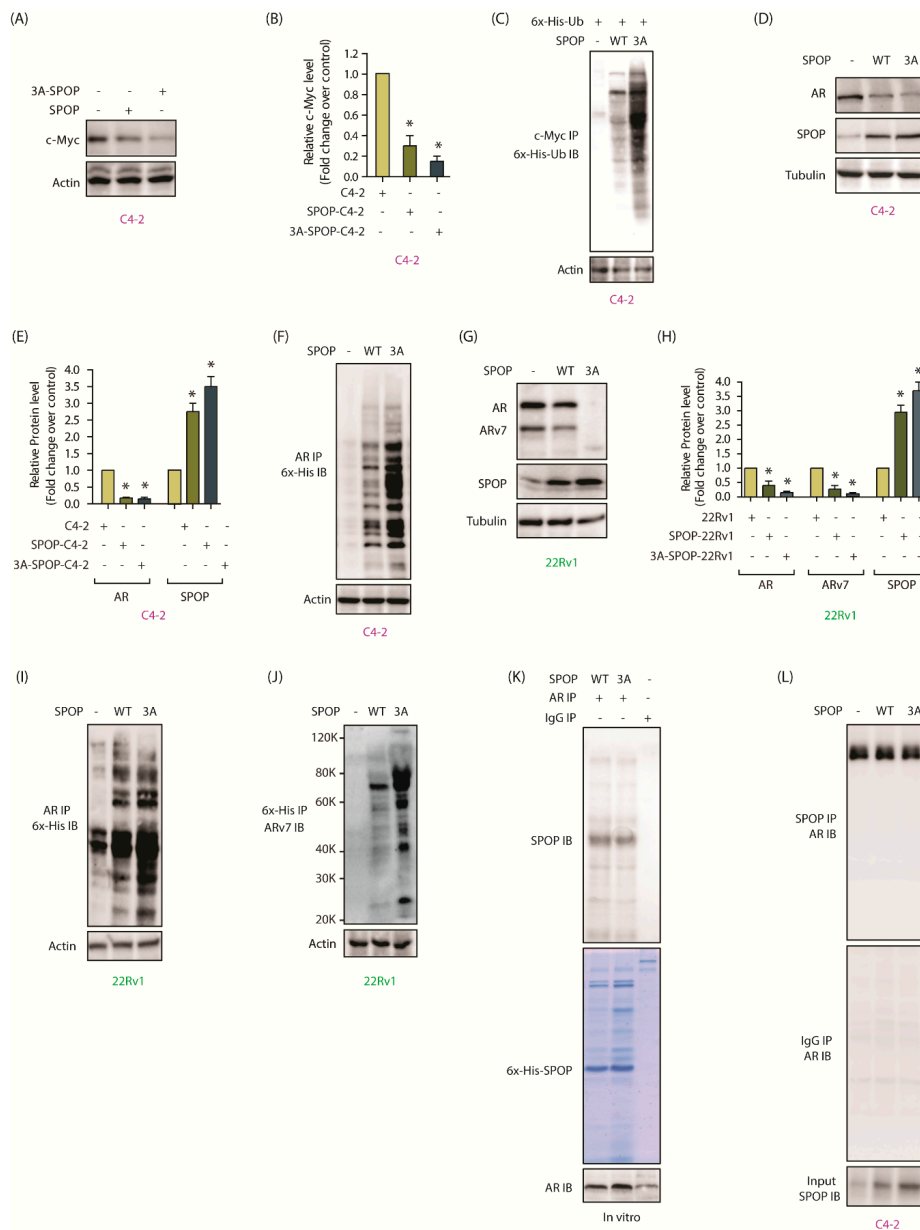 (A)
3A-SPOP - - +
SPOP - + -
c-Myc
Actin
C4-2
(B)
Relative c-Myc level
(Fold change over control)
1.2
1.0
0.8
0.6
0.4
0.2
0.0
*
*
C4-2 + - -
SPOP-C4-2 - + -
3A-SPOP-C4-2 - - +
C4-2
(C)
6x-His-Ub + + +
SPOP - WT 3A
c-Myc IP
6x-His-Ub IB
Actin
C4-2
(D)
SPOP - WT 3A
AR
SPOP
Tubulin
C4-2
(E)
Relative Protein level
(Fold change over control)
4.0
3.5
3.0
2.5
2.0
1.5
1.0
0.5
0.0
* *
*
*
C4-2 + - - + - -
SPOP-C4-2 - + - - + -
3A-SPOP-C4-2 - - + - - +
AR SPOP
C4-2
(F)
SPOP - WT 3A
AR IP
6x-His IB
Actin
C4-2
(G)
SPOP - WT 3A
AR
ARv7
SPOP
Tubulin
22Rv1
(H)
Relative Protein level
(Fold change over control)
4.0
3.5
3.0
2.5
2.0
1.5
1.0
0.5
0.0
* *
* *
*
*
22Rv1 + - - + - - + -
SPOP-22Rv1 - + - - + - - +
3A-SPOP-22Rv1 - - + - - + - -
AR ARv7 SPOP
22Rv1
(I)
SPOP - WT 3A
AR IP
6x-His IB
Actin
22Rv1
(J)
SPOP - WT 3A
120K
80K
60K
40K
30K
20K
6x-His IP
ARv7 IB
Actin
22Rv1
(K)
SPOP WT 3A -
AR IP + + -
IgG IP - - +
SPOP IB
6x-His-SPOP
AR IB
In vitro
(L)
SPOP - WT 3A
SPOP IP
AR IB
IgG IP
AR IB
Input
SPOP IB
C4-2